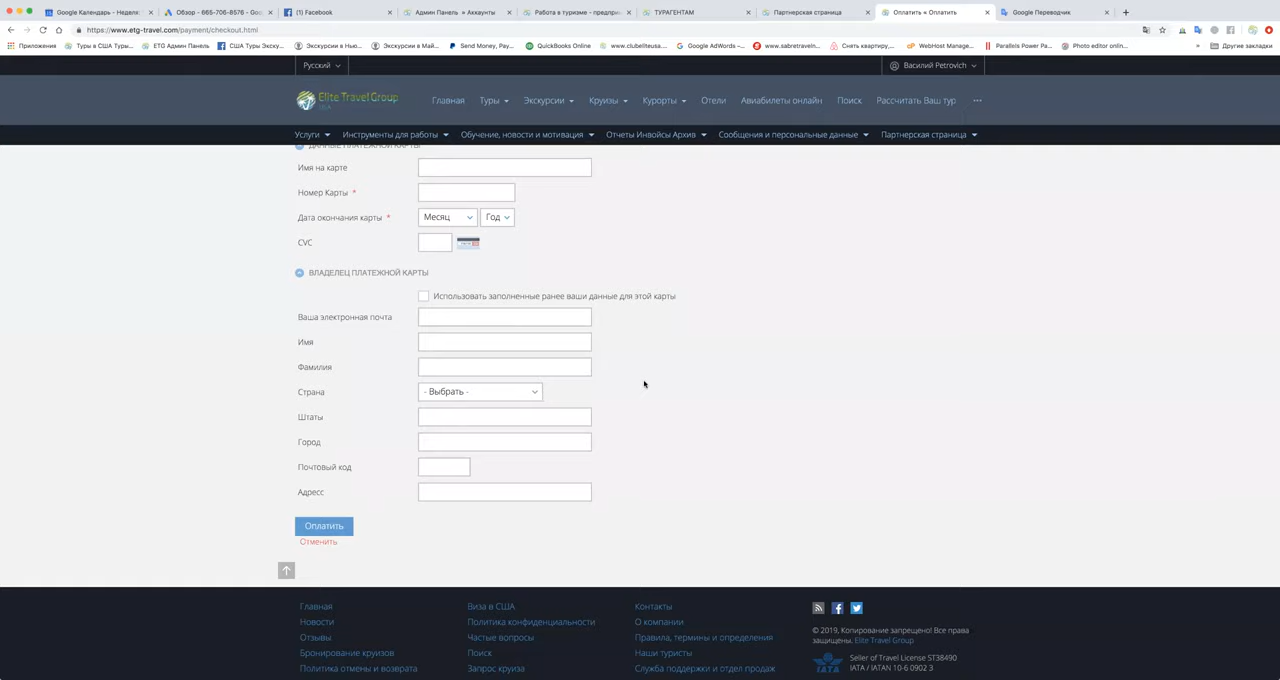 Google Календарь - Неделя
Обзор - 665-706-8576 - Goo
(1) Facebook
Админ Панель » Аккаунты
Работа в туризме - предпри
ТУРАГЕНТАМ
Партнерская страница
Оплатить « Оплатить
Google Переводчик
https://www.etg-travel.com/payment/checkout.html
Приложения
Туры в США Туры...
ETG Админ Панель
США Туры Экску...
Экскурсии в Нью...
Экскурсии в Май...
Send Money, Pay...
QuickBooks Online
www.clubeliteusa....
Google AdWords –...
www.sabretraveln...
Снять квартиру,...
WebHost Manage...
Parallels Power Pa...
Photo editor onlin...
» Другие закладки
Русский
Василий Petrovich
Elite Travel Group
Главная
Туры
Экскурсии
Круизы
Курорты
Отели
Авиабилеты онлайн
Поиск
Рассчитать Ваш тур
Услуги
Инструменты для работы
Обучение, новости и мотивация
Отчеты Инвойсы Архив
Сообщения и персональные данные
Партнерская страница
ДАННЫЕ ПЛАТЕЖНОЙ КАРТЫ
Имя на карте
Номер Карты *
Дата окончания карты * Месяц Год
CVC
ВЛАДЕЛЕЦ ПЛАТЕЖНОЙ КАРТЫ
Использовать заполненные ранее ваши данные для этой карты
Ваша электронная почта
Имя
Фамилия
Страна - Выбрать -
Штаты
Город
Почтовый код
Адресс
Оплатить
Отменить
Главная
Новости
Отзывы
Бронирование круизов
Политика отмены и возврата
Виза в США
Политика конфиденциальности
Частые вопросы
Поиск
Запрос круиза
Контакты
О компании
Правила, термины и определения
Наши туристы
Служба поддержки и отдел продаж
© 2019, Копирование запрещено! Все права
защищены. Elite Travel Group
IATA
Seller of Travel License ST38490
IATA / IATAN 10-6 0902 3